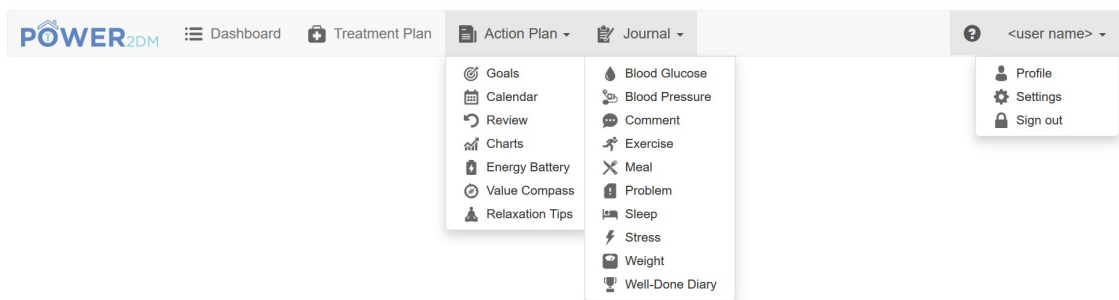 POWER2DM Dashboard Treatment Plan Action Plan Journal <user name>
Goals
Calendar
Review
Charts
Energy Battery
Value Compass
Relaxation Tips
Blood Glucose
Blood Pressure
Comment
Exercise
Meal
Problem
Sleep
Stress
Weight
Well-Done Diary
Profile
Settings
Sign out